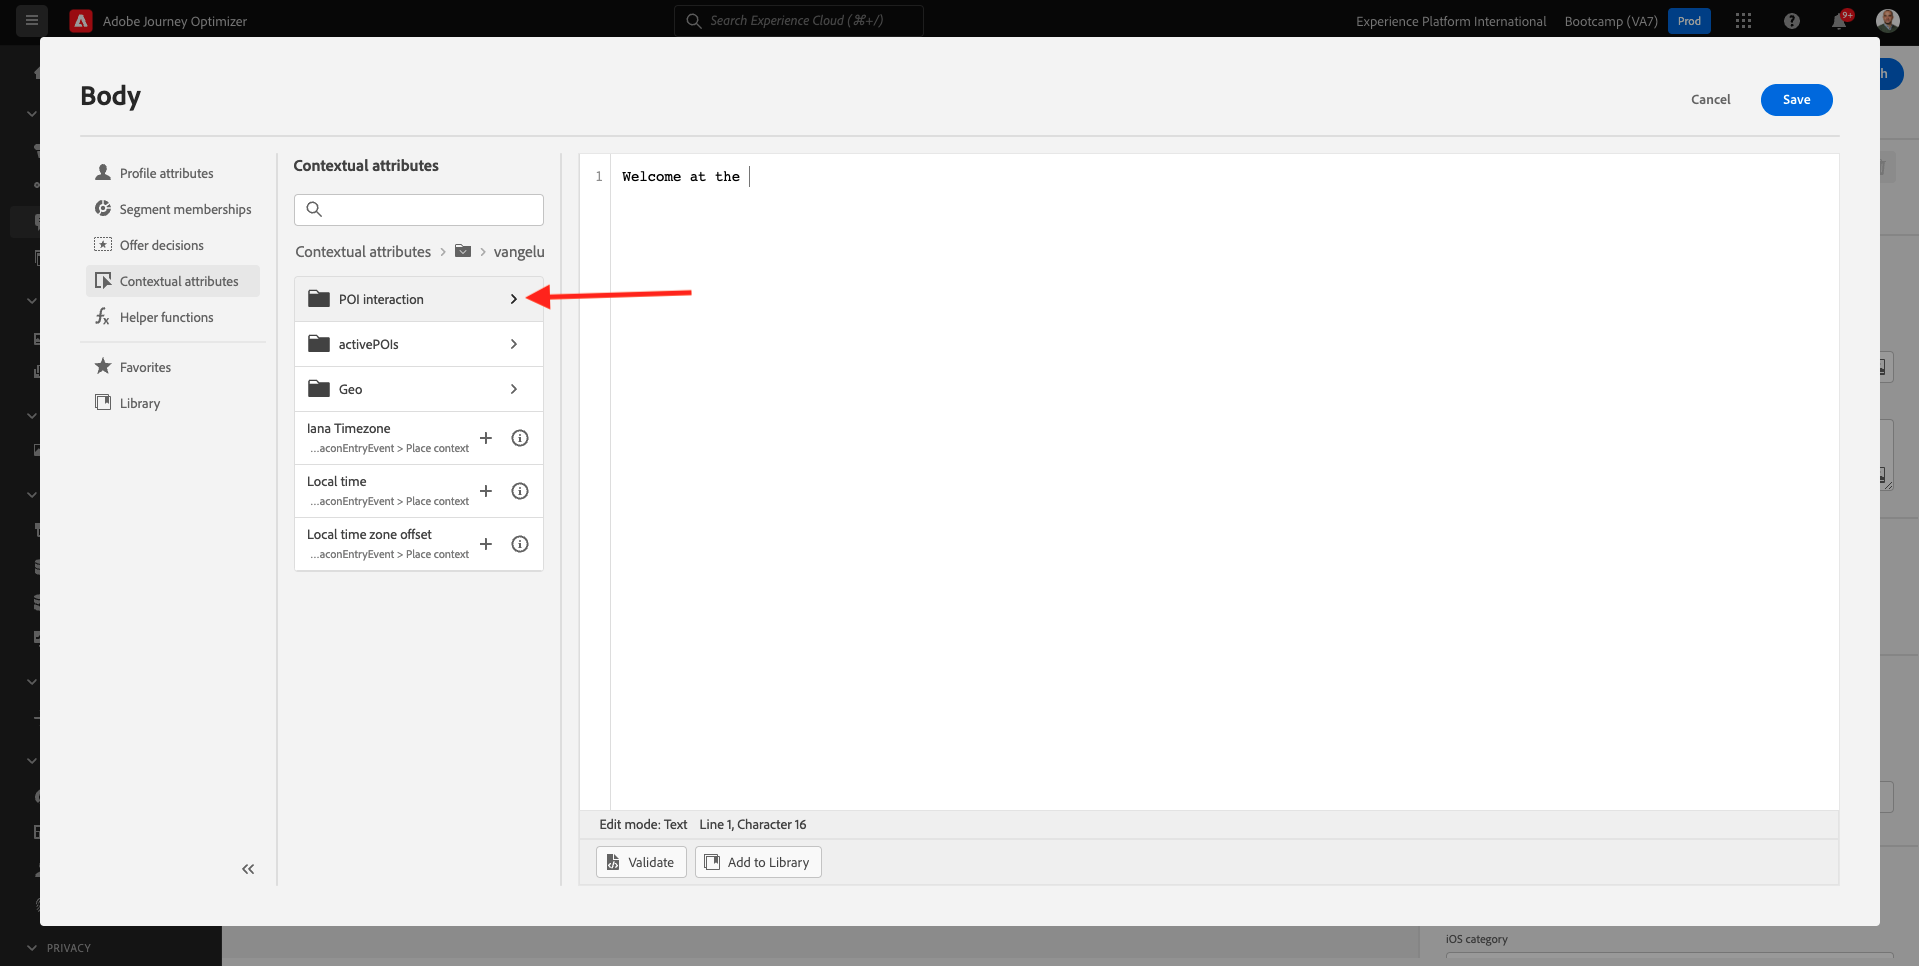 Adobe Journey Optimizer
Search Experience Cloud (⌘+/)
Experience Platform International
Bootcamp (VA7)
Prod
9+
Body
Cancel
Save
Profile attributes
Segment memberships
Offer decisions
Contextual attributes
Helper functions
Favorites
Library
Contextual attributes
Contextual attributes > > vangelu
POI interaction
activePOIs
Geo
Iana Timezone
...aconEntryEvent > Place context
Local time
...aconEntryEvent > Place context
Local time zone offset
...aconEntryEvent > Place context
1 Welcome at the
Edit mode: Text Line 1, Character 16
Validate
Add to Library
PRIVACY
iOS category